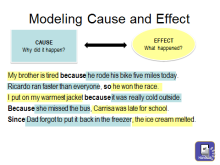 Modeling Cause and Effect
CAUSE
Why did it happen?
EFFECT
What happened?
My brother is tired because he rode his bike five miles today.
Ricardo ran faster than everyone, so he won the race.
I put on my warmest jacket because it was really cold outside.
Because she missed the bus, Carrisa was late for school.
Since Dad forgot to put it back in the freezer, the ice cream melted.